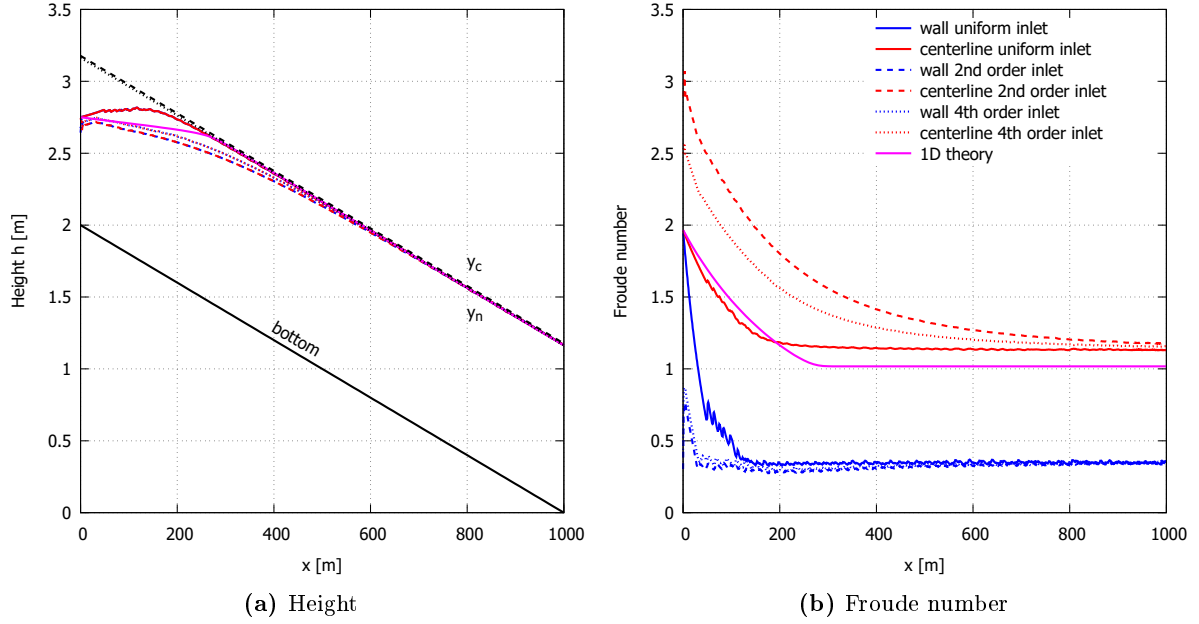 3.5
3
2.5
2
1.5
1
0.5
0
0
200
400
600
800
1000
Height h [m]
x [m]
y_c
y_n
bottom
(a) Height
3.5
3
2.5
2
1.5
1
0.5
0
0
200
400
600
800
1000
Froude number
x [m]
wall uniform inlet
centerline uniform inlet
wall 2nd order inlet
centerline 2nd order inlet
wall 4th order inlet
centerline 4th order inlet
1D theory
(b) Froude number